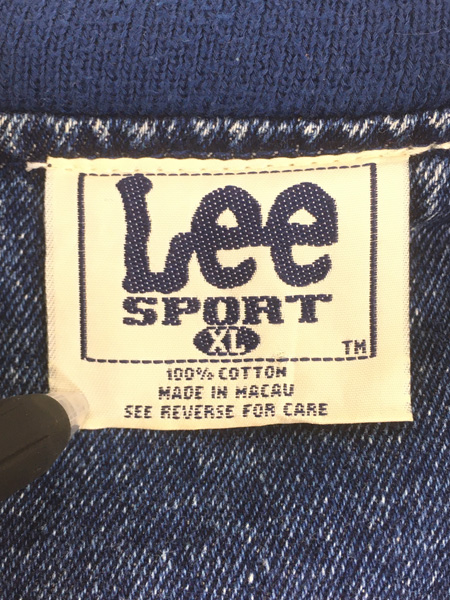 Lee
SPORT
XL
TM
100% COTTON
MADE IN MACAU
SEE REVERSE FOR CARE